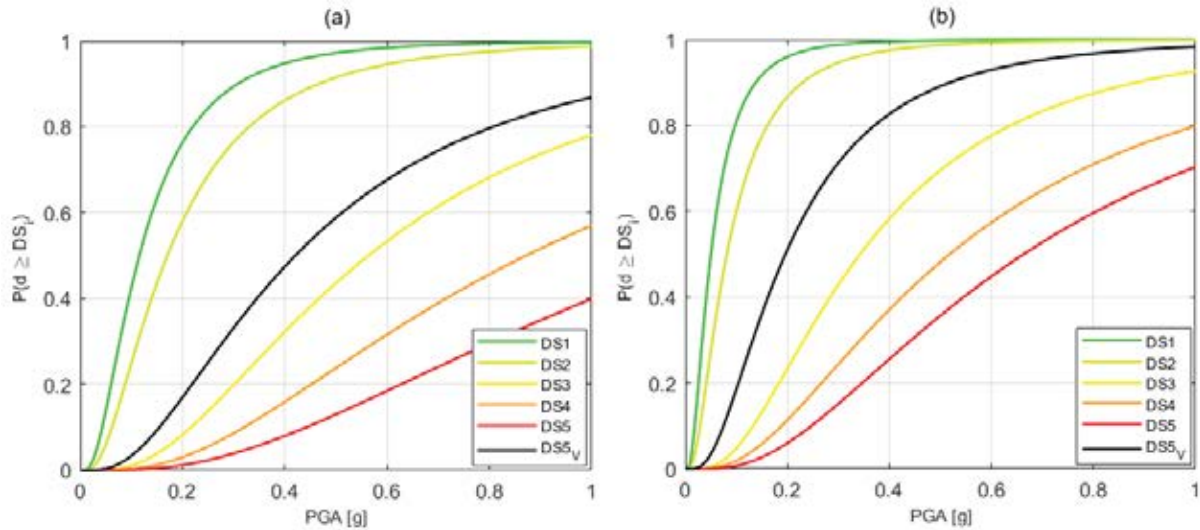 (a)
1
0.8
0.6
0.4
0.2
0
P(d ≥ DSi)
0 0.2 0.4 0.6 0.8 1
PGA [g]
DS1
DS2
DS3
DS4
DS5
DS5V
(b)
1
0.8
0.6
0.4
0.2
0
P(d ≥ DSi)
0 0.2 0.4 0.6 0.8 1
PGA [g]
DS1
DS2
DS3
DS4
DS5
DS5V